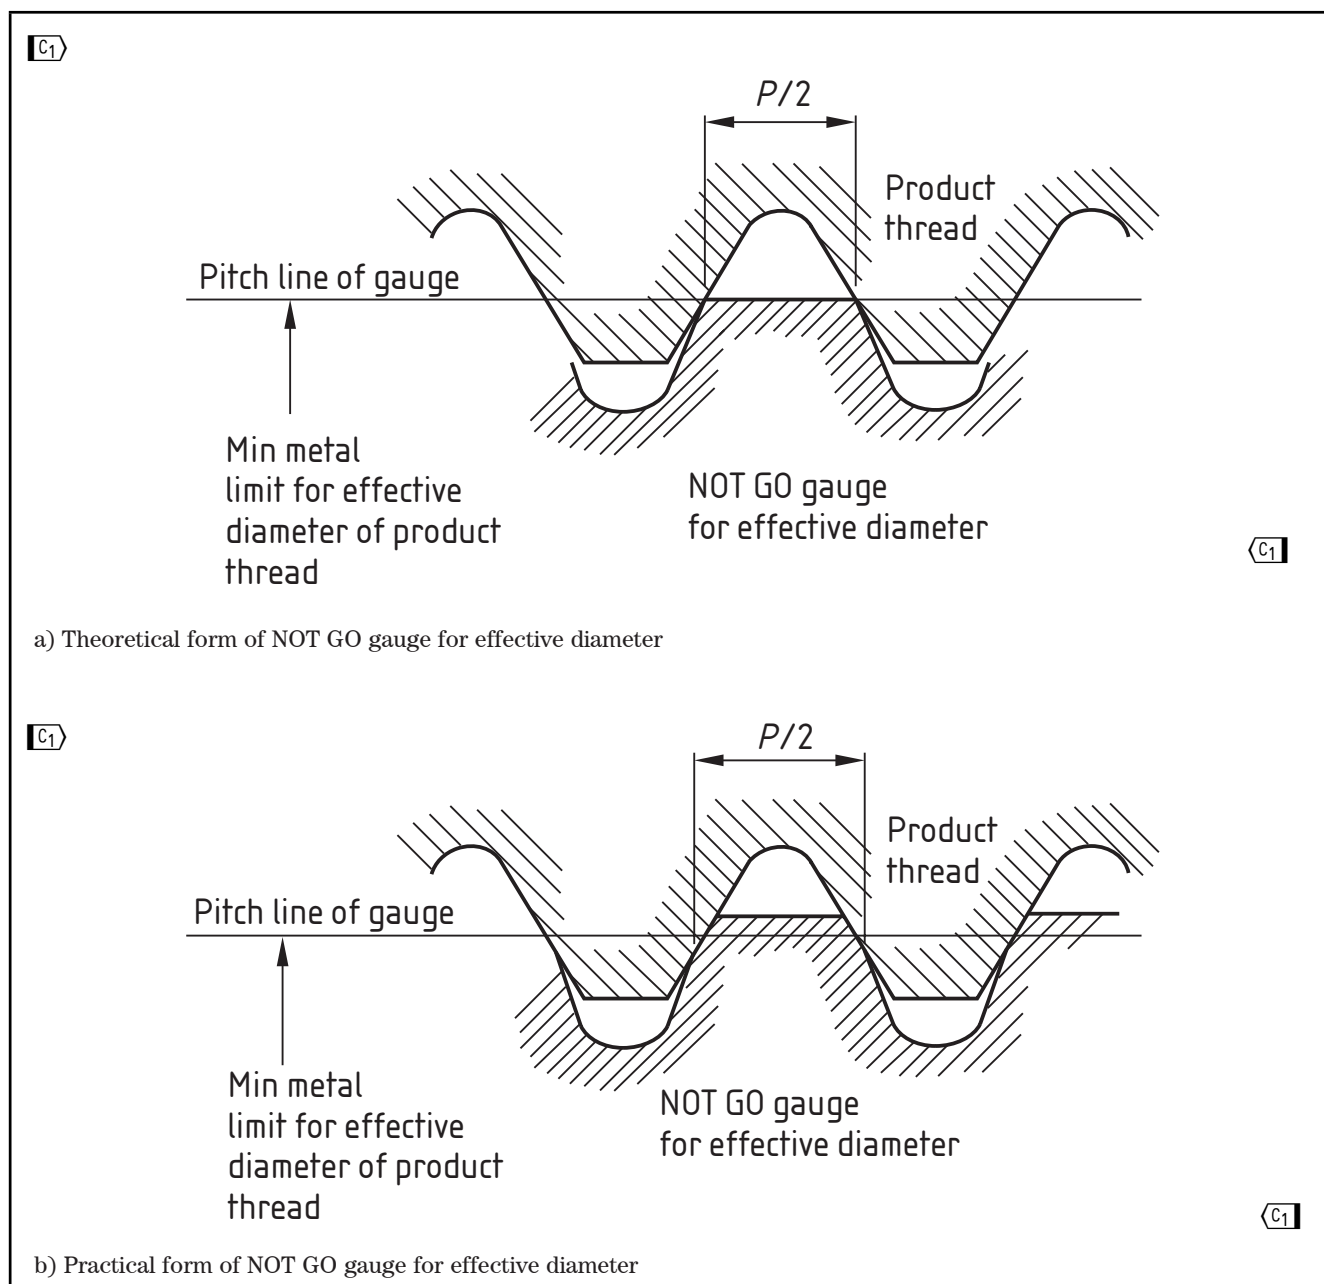 C1
P/2
Product
thread
Pitch line of gauge
Min metal
limit for effective
diameter of product
thread
NOT GO gauge
for effective diameter
C1
a) Theoretical form of NOT GO gauge for effective diameter
C1
P/2
Product
thread
Pitch line of gauge
Min metal
limit for effective
diameter of product
thread
NOT GO gauge
for effective diameter
C1
b) Practical form of NOT GO gauge for effective diameter